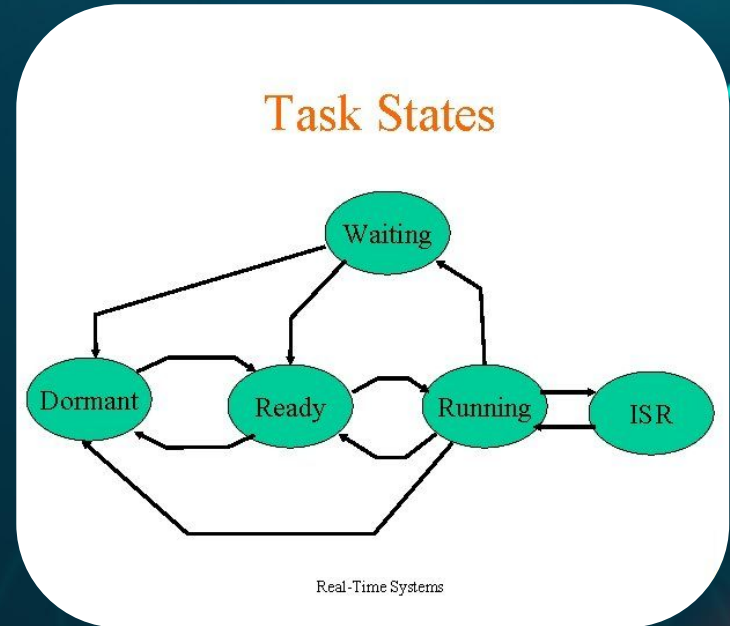 Task States
Waiting
Dormant
Ready
Running
ISR
Real-Time Systems